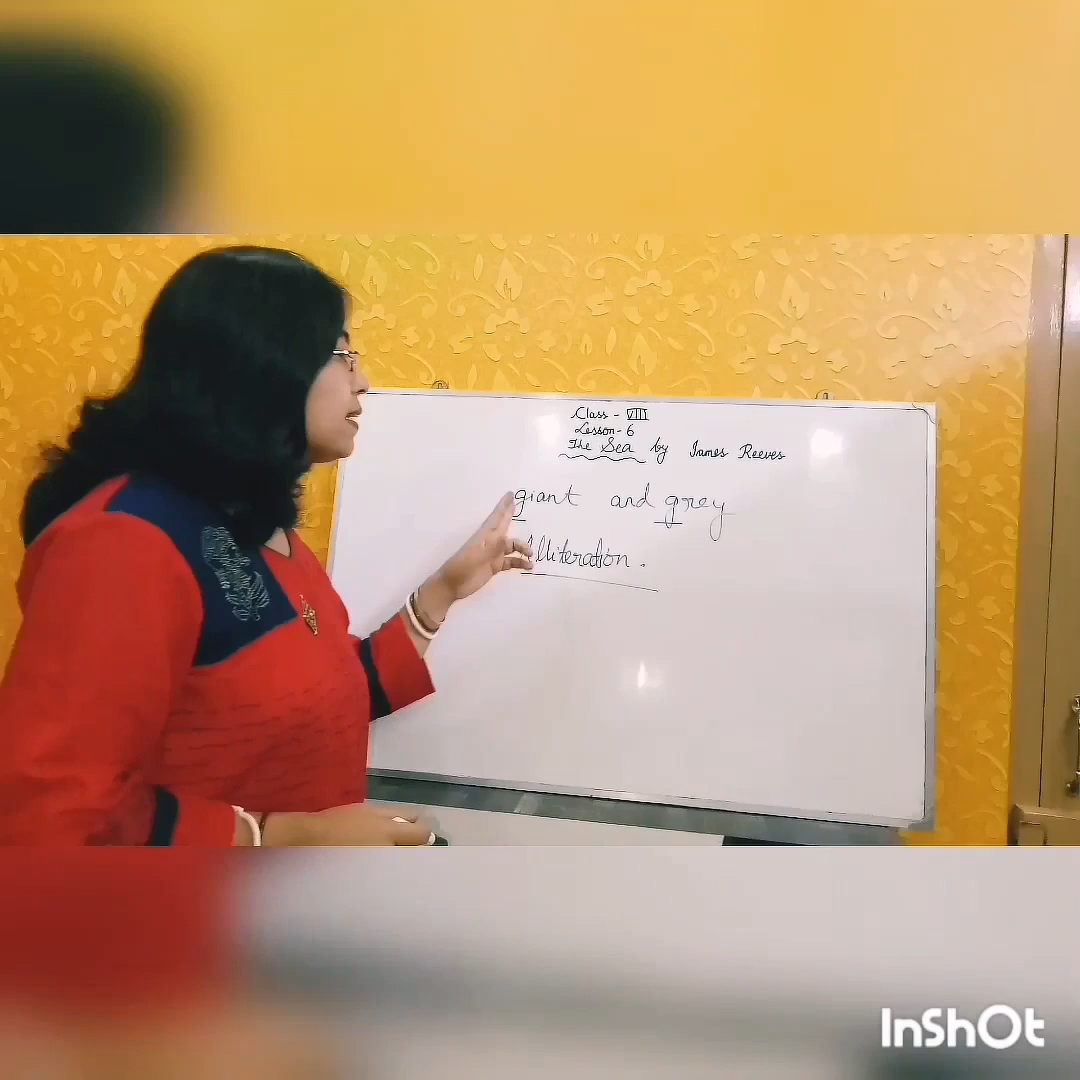 Class - VIII
Lesson - 6
The Sea by James Reeves
giant and grey
Alliteration.
InShOt